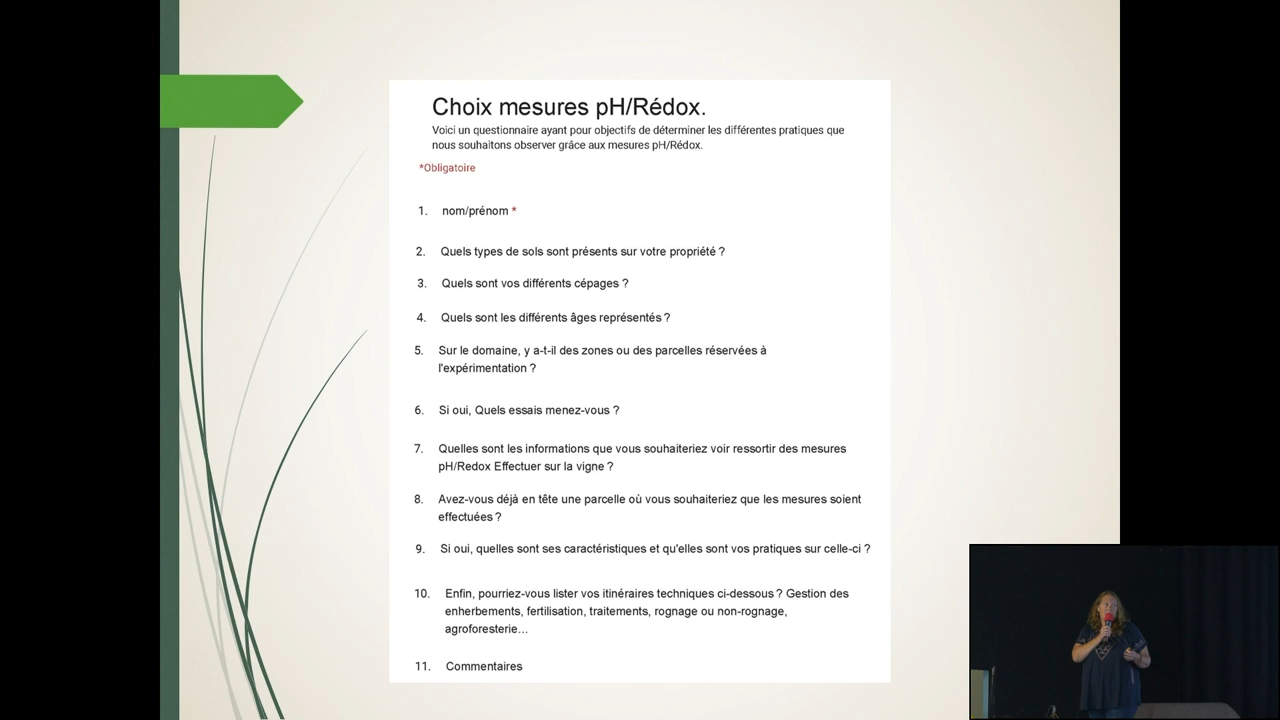 Choix mesures pH/Rédox.
Voici un questionnaire ayant pour objectifs de déterminer les différentes pratiques que
nous souhaitons observer grâce aux mesures pH/Rédox.
*Obligatoire
1. nom/prénom *
2. Quels types de sols sont présents sur votre propriété ?
3. Quels sont vos différents cépages ?
4. Quels sont les différents âges représentés ?
5. Sur le domaine, y a-t-il des zones ou des parcelles réservées à
l'expérimentation ?
6. Si oui, Quels essais menez-vous ?
7. Quelles sont les informations que vous souhaiteriez voir ressortir des mesures
pH/Redox Effectuer sur la vigne ?
8. Avez-vous déjà en tête une parcelle où vous souhaiteriez que les mesures soient
effectuées ?
9. Si oui, quelles sont ses caractéristiques et qu'elles sont vos pratiques sur celle-ci ?
10. Enfin, pourriez-vous lister vos itinéraires techniques ci-dessous ? Gestion des
enherbements, fertilisation, traitements, rognage ou non-rognage,
agroforesterie…
11. Commentaires